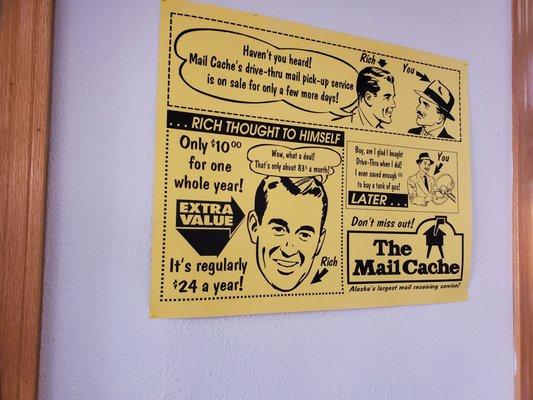 Haven't you heard!
Mail Cache's drive-thru mail pick-up service
is on sale for only a few more days!
Rich
You
...RICH THOUGHT TO HIMSELF
Only $10⁰⁰
for one
whole year!
EXTRA
VALUE
It's regularly
$24 a year!
Wow, what a deal!
That's only about 83¢ a month!
Rich
Boy, am I glad I bought
Drive-Thru when I did!
I even saved enough
to buy a tank of gas!
You
LATER...
Don't miss out!
The
Mail Cache
Alaska's largest mail receiving service!